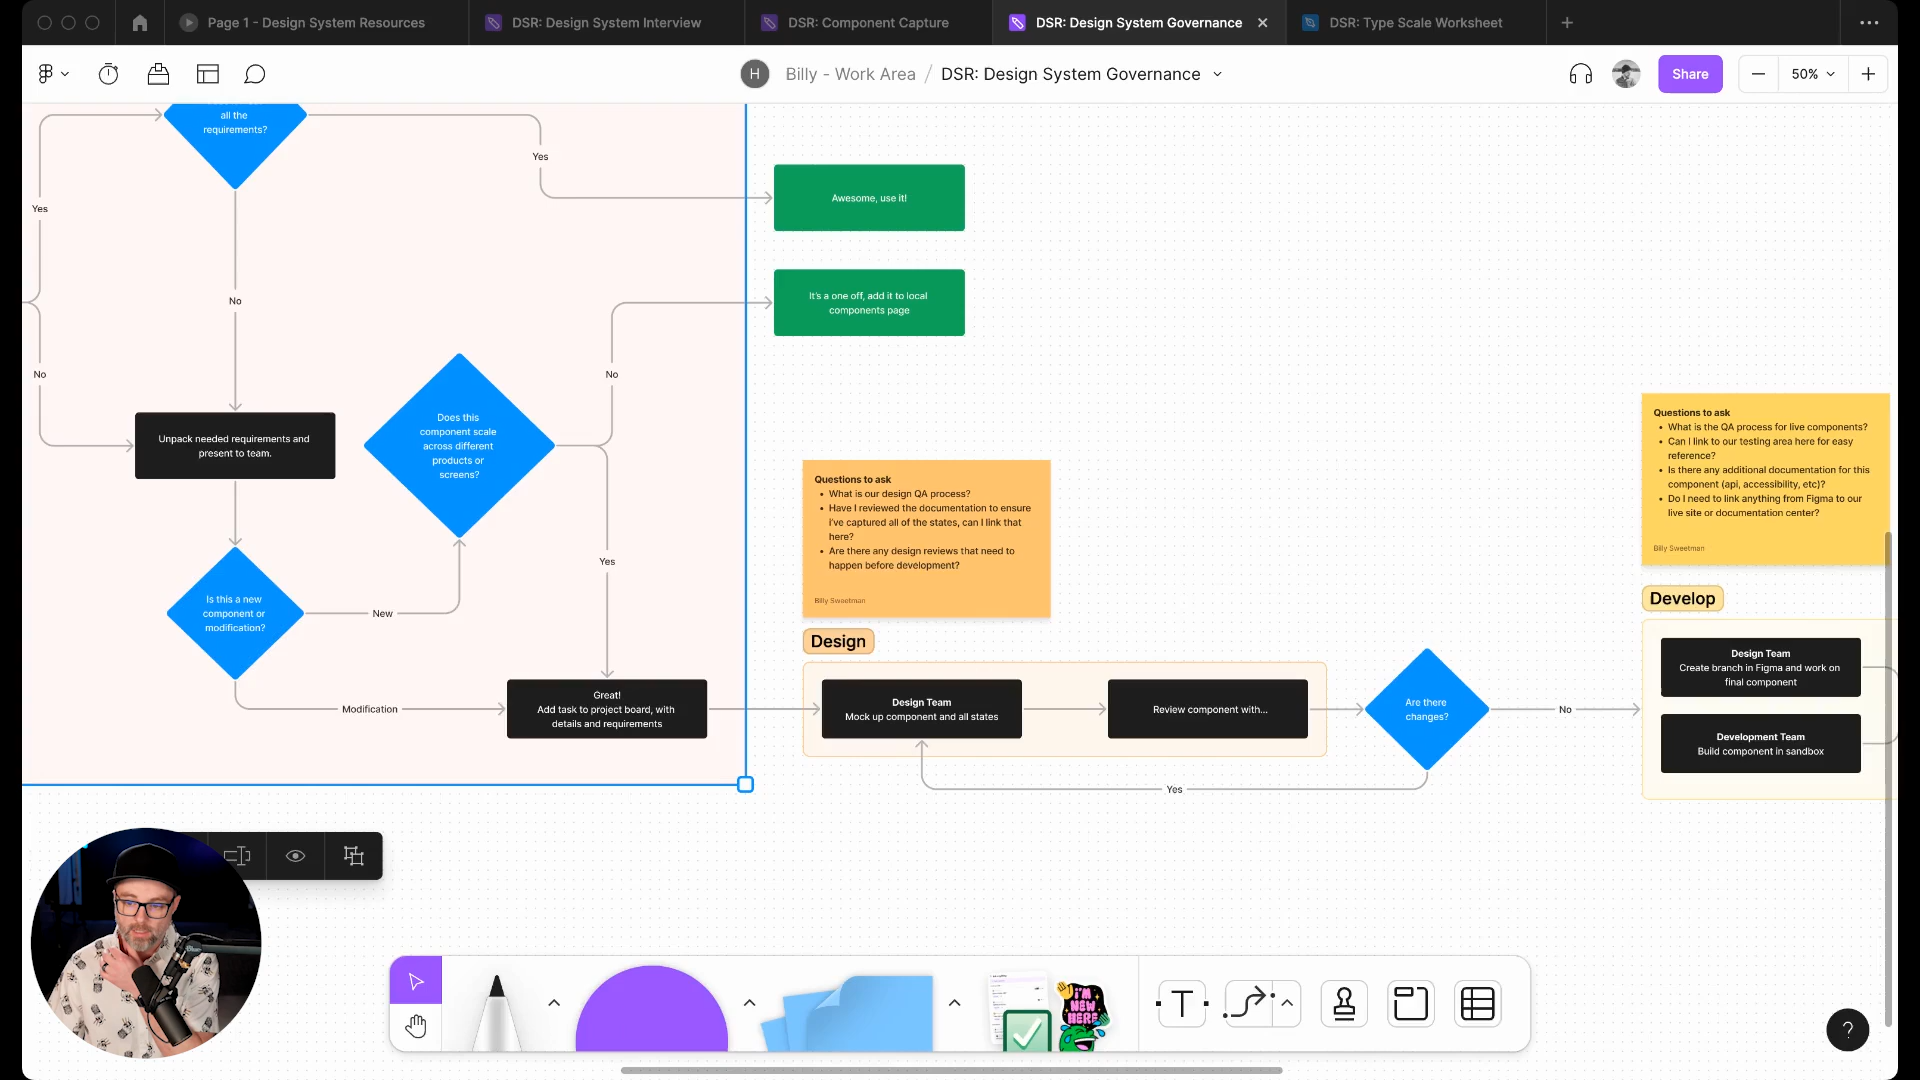 Page 1 - Design System Resources
DSR: Design System Interview
DSR: Component Capture
DSR: Design System Governance
DSR: Type Scale Worksheet
H
Billy - Work Area / DSR: Design System Governance
Share
50%
all the
requirements?
Yes
Yes
No
No
Awesome, use it!
It's a one off, add it to local
components page
No
Unpack needed requirements and
present to team.
Does this
component scale
across different
products or
screens?
Yes
Is this a new
component or
modification?
New
Modification
Great!
Add task to project board, with
details and requirements
Questions to ask
• What is our design QA process?
• Have I reviewed the documentation to ensure
i've captured all of the states, can I link that
here?
• Are there any design reviews that need to
happen before development?
Billy Sweetman
Design
Design Team
Mock up component and all states
Review component with...
Are there
changes?
Yes
No
Questions to ask
• What is the QA process for live components?
• Can I link to our testing area here for easy
reference?
• Is there any additional documentation for this
component (api, accessibility, etc)?
• Do I need to link anything from Figma to our
live site or documentation center?
Billy Sweetman
Develop
Design Team
Create branch in Figma and work on
final component
Development Team
Build component in sandbox
I'M
NEW
HERE
T
?